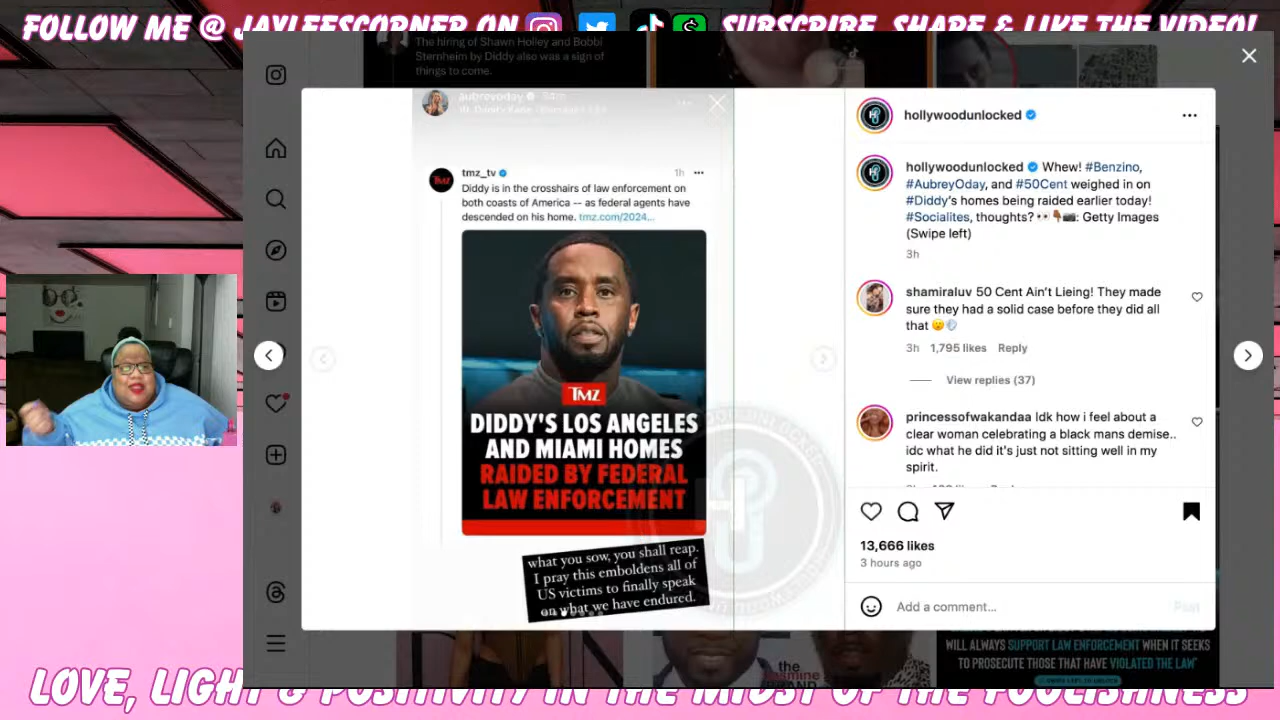 FOLLOW ME @ JAYLEESCORNER ON
SUBSCRIBE, SHARE & LIKE THE VIDEO!
The hiring of Shawn Holley and Bobbi
Sternheim by Diddy also was a sign of
things to come.
aubreyoday
tmz_tv 1h
Diddy is in the crosshairs of law enforcement on
both coasts of America -- as federal agents have
descended on his home. tmz.com/2024...
TMZ
DIDDY'S LOS ANGELES
AND MIAMI HOMES
RAIDED BY FEDERAL
LAW ENFORCEMENT
what you sow, you shall reap.
I pray this emboldens all of
US victims to finally speak
on what we have endured.
hollywoodunlocked
hollywoodunlocked Whew! #Benzino,
#AubreyOday, and #50Cent weighed in on
#Diddy's homes being raided earlier today!
#Socialites, thoughts? 👀👇🏾📷: Getty Images
(Swipe left)
3h
shamiraluv 50 Cent Ain't Lieing! They made
sure they had a solid case before they did all
that
3h 1,795 likes Reply
View replies (37)
princessofwakandaa Idk how i feel about a
clear woman celebrating a black mans demise..
idc what he did it's just not sitting well in my
spirit.
13,666 likes
3 hours ago
Add a comment...
Post
the
WILL ALWAYS SUPPORT LAW ENFORCEMENT WHEN IT SEEKS
TO PROSECUTE THOSE THAT HAVE VIOLATED THE LAW"
LOVE, LIGHT & POSITIVITY IN THE MIDST OF THE FOOLISHNESS